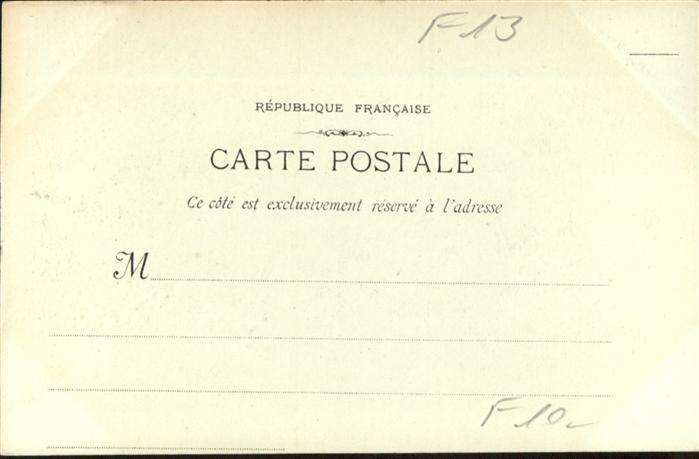 F13
RÉPUBLIQUE FRANÇAISE
CARTE POSTALE
Ce côté est exclusivement réservé à l'adresse
M
F10-